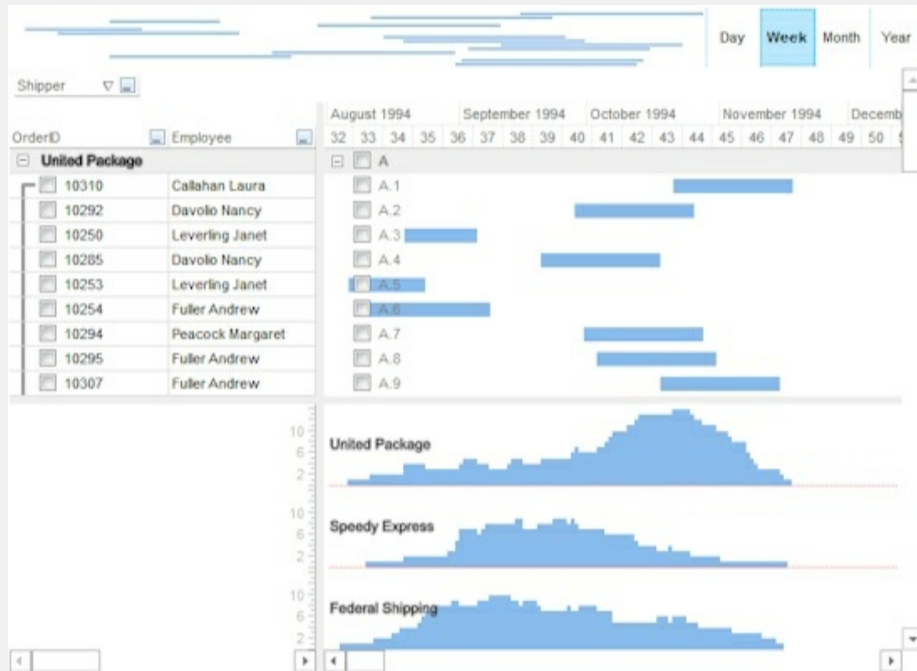 Day Week Month Year
Shipper
August 1994 September 1994 October 1994 November 1994 Decemb
OrderID Employee 32 33 34 35 36 37 38 39 40 41 42 43 44 45 46 47 48 49 50
United Package A
10310 Callahan Laura A.1
10292 Davolio Nancy A.2
10250 Leverling Janet A.3
10285 Davolio Nancy A.4
10253 Leverling Janet A.5
10254 Fuller Andrew A.6
10294 Peacock Margaret A.7
10295 Fuller Andrew A.8
10307 Fuller Andrew A.9
10
United Package
6
2
10
Speedy Express
6
2
10
Federal Shipping
6
2